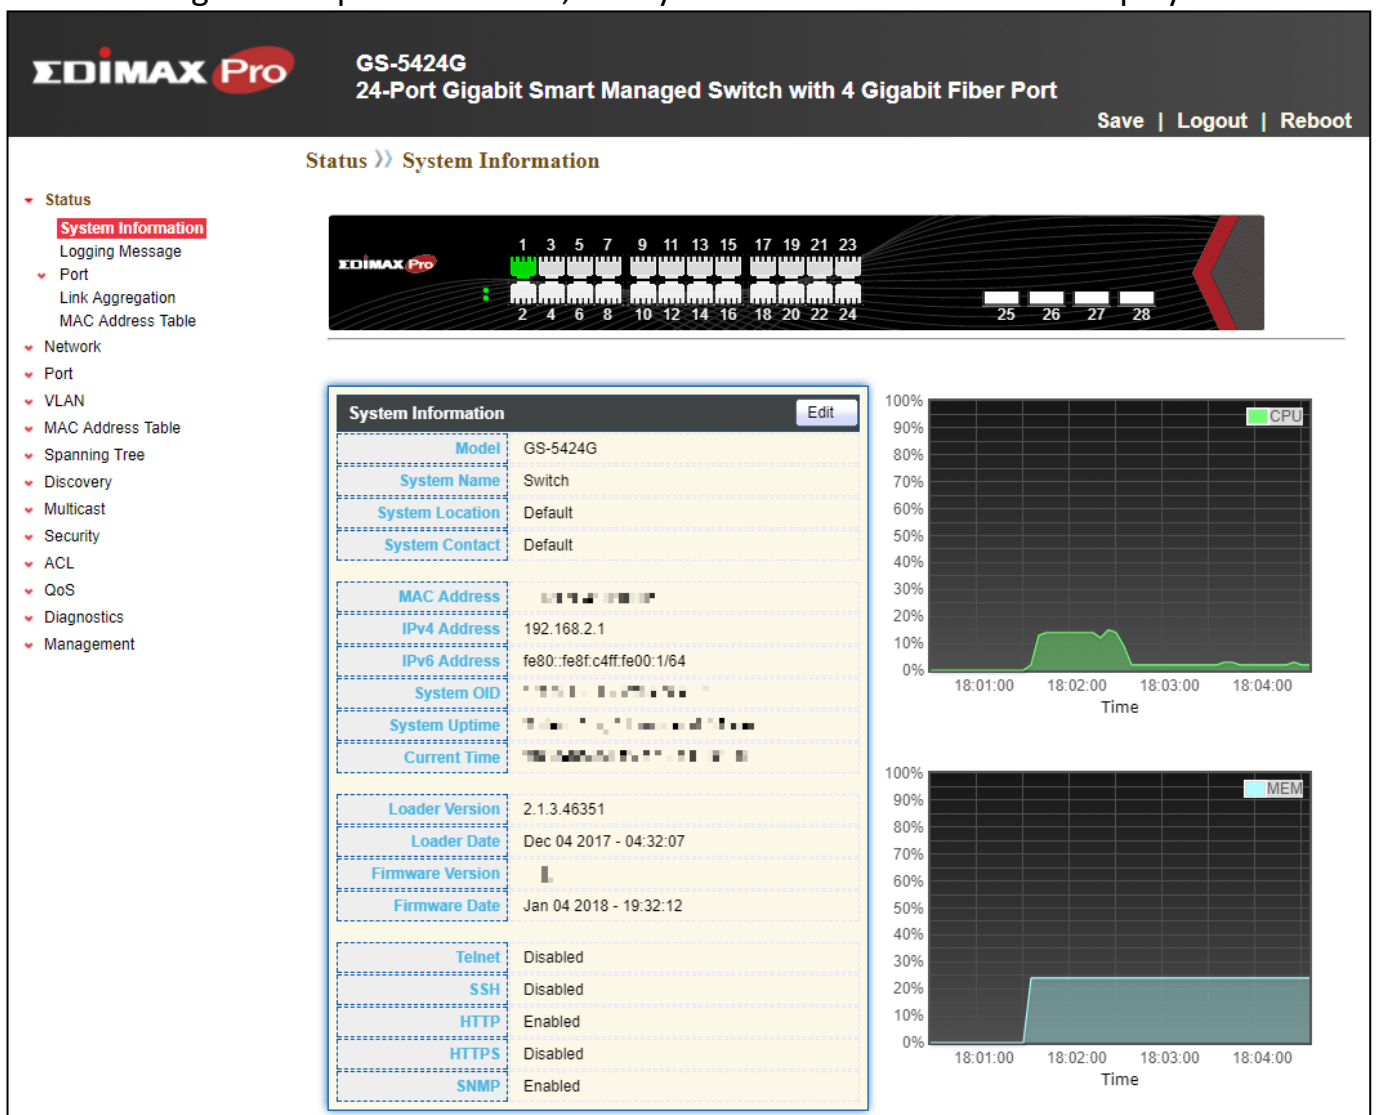 EDIMAX Pro
GS-5424G
24-Port Gigabit Smart Managed Switch with 4 Gigabit Fiber Port
Save | Logout | Reboot
Status » System Information
Status
System Information
Logging Message
Port
Link Aggregation
MAC Address Table
Network
Port
VLAN
MAC Address Table
Spanning Tree
Discovery
Multicast
Security
ACL
QoS
Diagnostics
Management
EDIMAX Pro
1 3 5 7 9 11 13 15 17 19 21 23
2 4 6 8 10 12 14 16 18 20 22 24 25 26 27 28
System Information Edit
Model GS-5424G
System Name Switch
System Location Default
System Contact Default
MAC Address
IPv4 Address 192.168.2.1
IPv6 Address fe80::fe8f:c4ff:fe00:1/64
System OID
System Uptime
Current Time
Loader Version 2.1.3.46351
Loader Date Dec 04 2017 - 04:32:07
Firmware Version
Firmware Date Jan 04 2018 - 19:32:12
Telnet Disabled
SSH Disabled
HTTP Enabled
HTTPS Disabled
SNMP Enabled
CPU
100%
90%
80%
70%
60%
50%
40%
30%
20%
10%
0%
18:01:00 18:02:00 18:03:00 18:04:00
Time
MEM
100%
90%
80%
70%
60%
50%
40%
30%
20%
10%
0%
18:01:00 18:02:00 18:03:00 18:04:00
Time